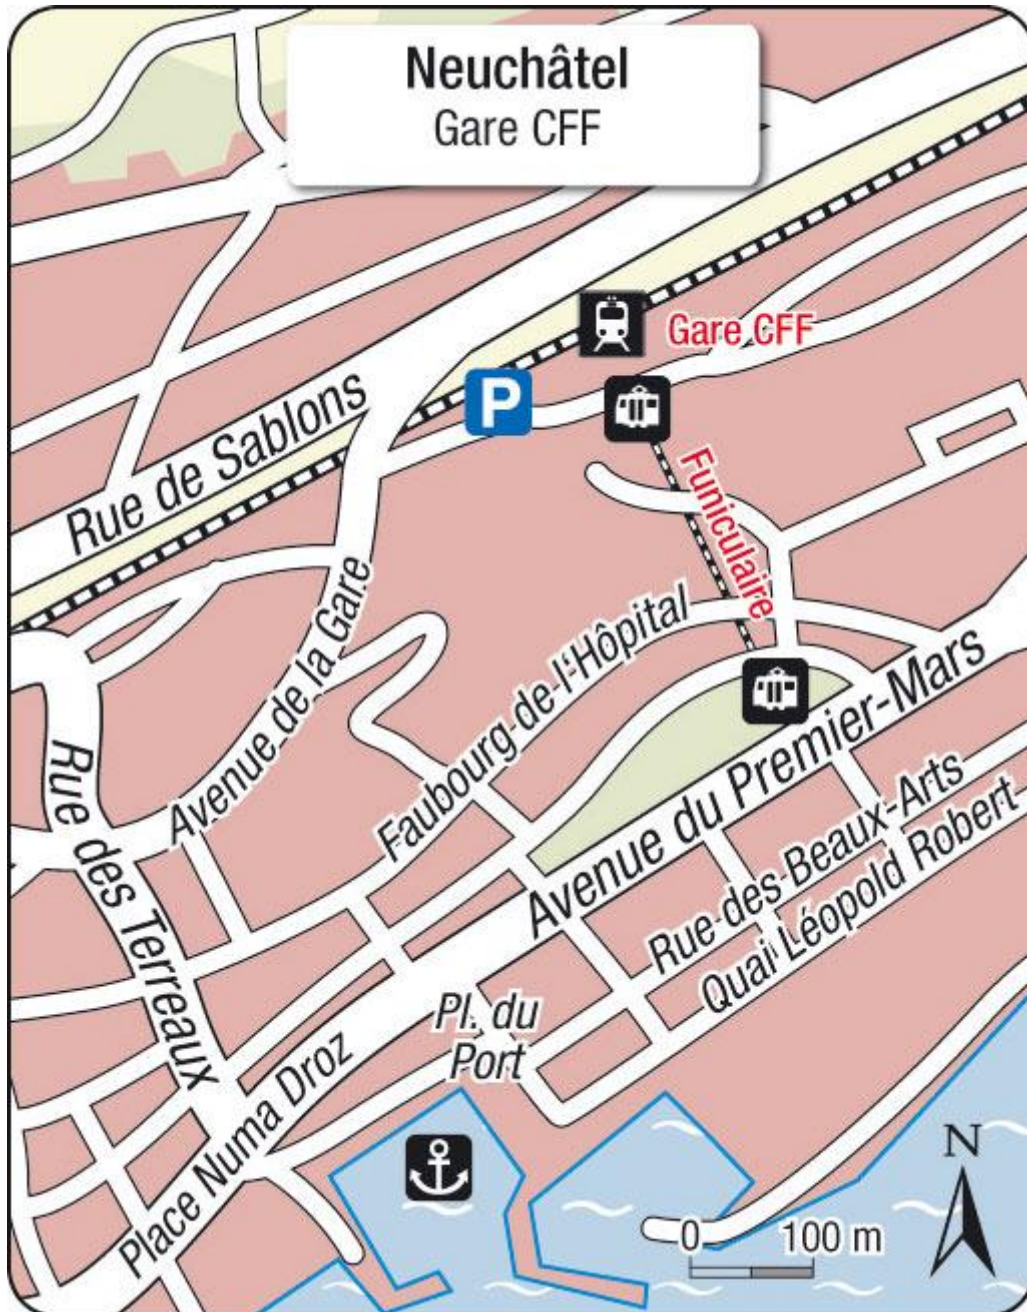 Neuchâtel
Gare CFF
Gare CFF
P
Rue de Sablons
Funiculaire
Avenue de la Gare
Faubourg-de-l'Hôpital
Avenue du Premier-Mars
Rue des Terreaux
Rue-des-Beaux-Arts
Quai Léopold Robert
Pl. du
Port
Place Numa Droz
N
0 100 m